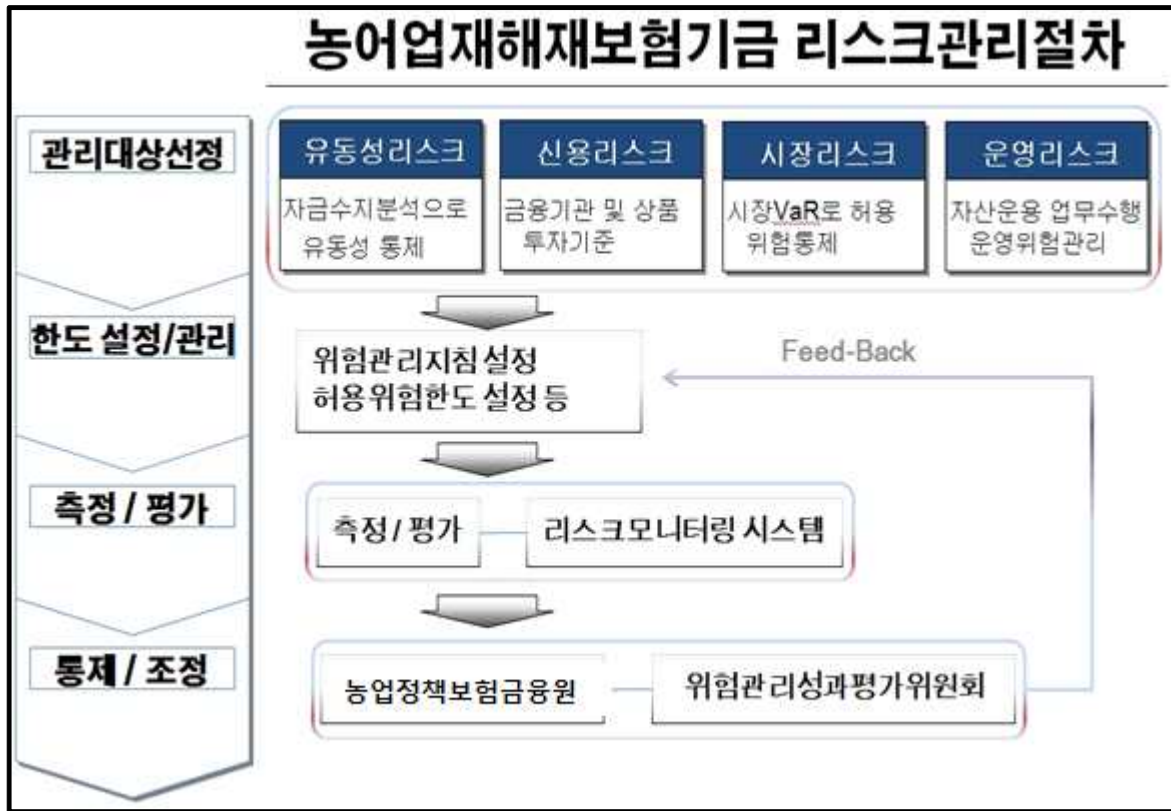 농어업재해재보험기금 리스크관리절차
관리대상선정
유동성리스크
자금수지분석으로
유동성 통제
신용리스크
금융기관 및 상품
투자기준
시장리스크
시장VaR로 허용
위험통제
운영리스크
자산운용 업무수행
운영위험관리
한도 설정/관리
위험관리지침 설정
허용위험한도 설정 등
Feed-Back
측정 / 평가
측정 / 평가
리스크모니터링 시스템
통제 / 조정
농업정책보험금융원
위험관리성과평가위원회